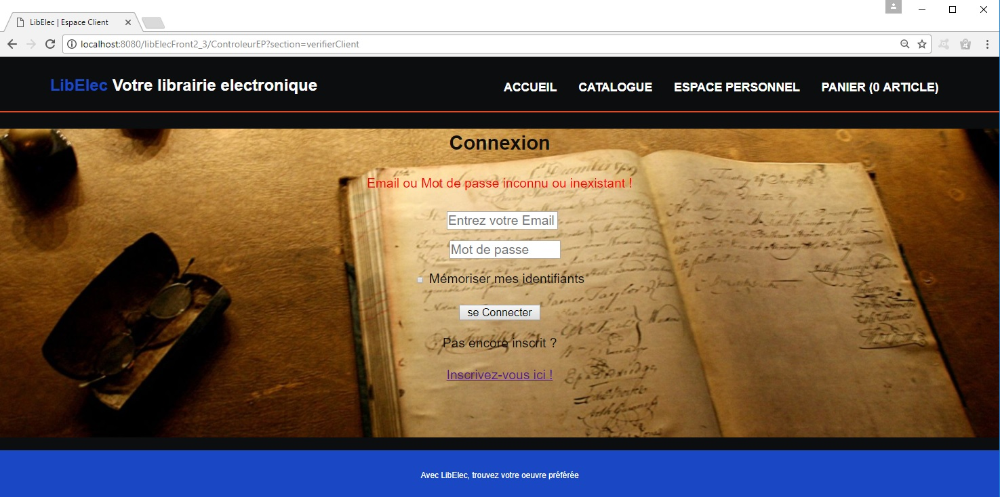 LibElec | Espace Client
localhost:8080/libElecFront2_3/ControleurEP?section=verifierClient
LibElec Votre librairie electronique
ACCUEIL CATALOGUE ESPACE PERSONNEL PANIER (0 ARTICLE)
Connexion
Email ou Mot de passe inconnu ou inexistant !
Entrez votre Email
Mot de passe
Mémoriser mes identifiants
se Connecter
Pas encore inscrit ?
Inscrivez-vous ici !
James Taylor
Avec LibElec, trouvez votre oeuvre préférée